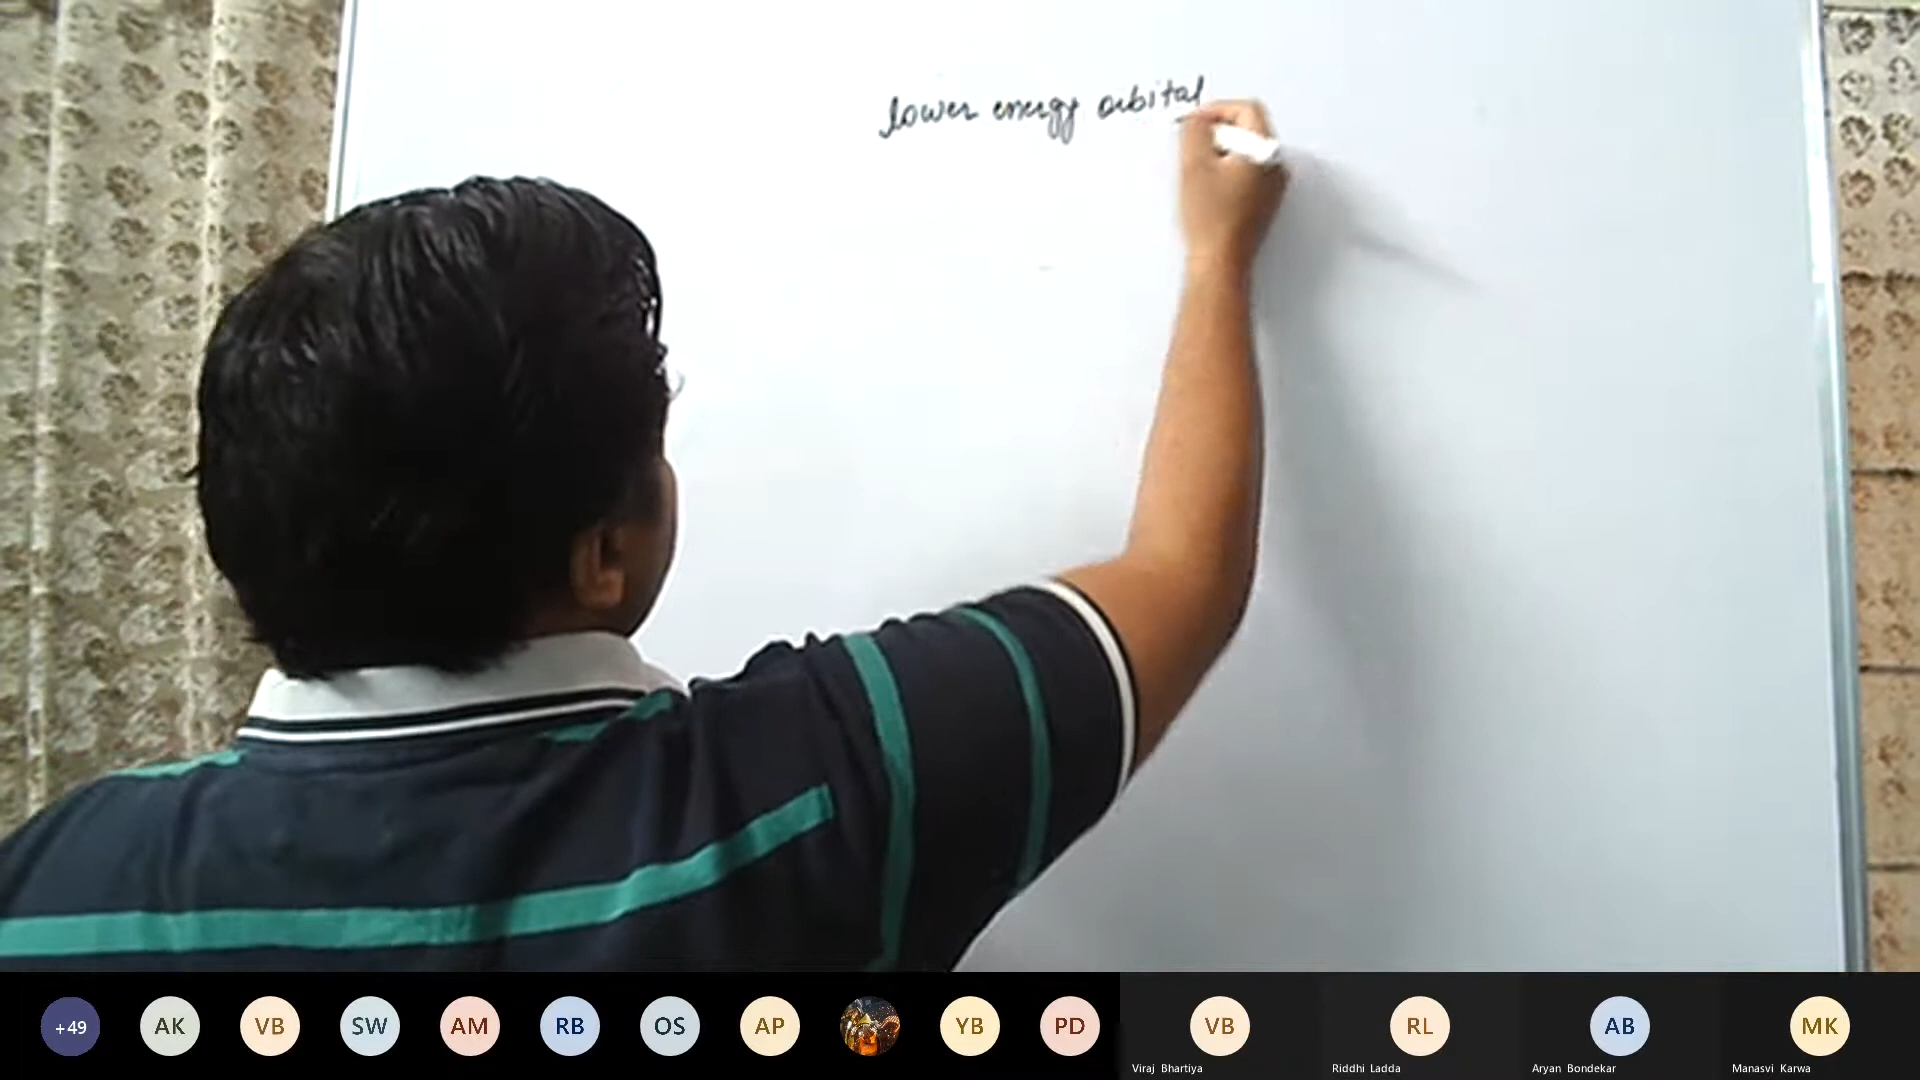 lower energy orbital
+49
AK
VB
SW
AM
RB
OS
AP
YB
PD
VB
RL
AB
MK
Viraj Bhartiya
Riddhi Ladda
Aryan Bondekar
Manasvi Karwa